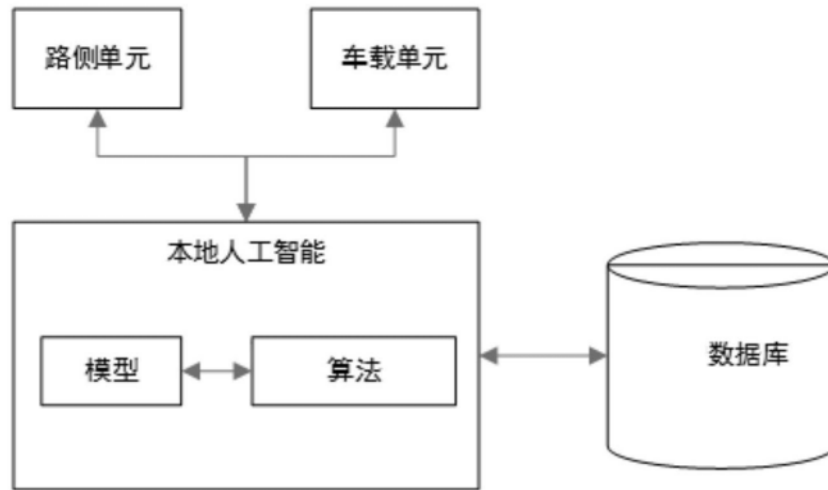 路侧单元
车载单元
本地人工智能
模型
算法
数据库